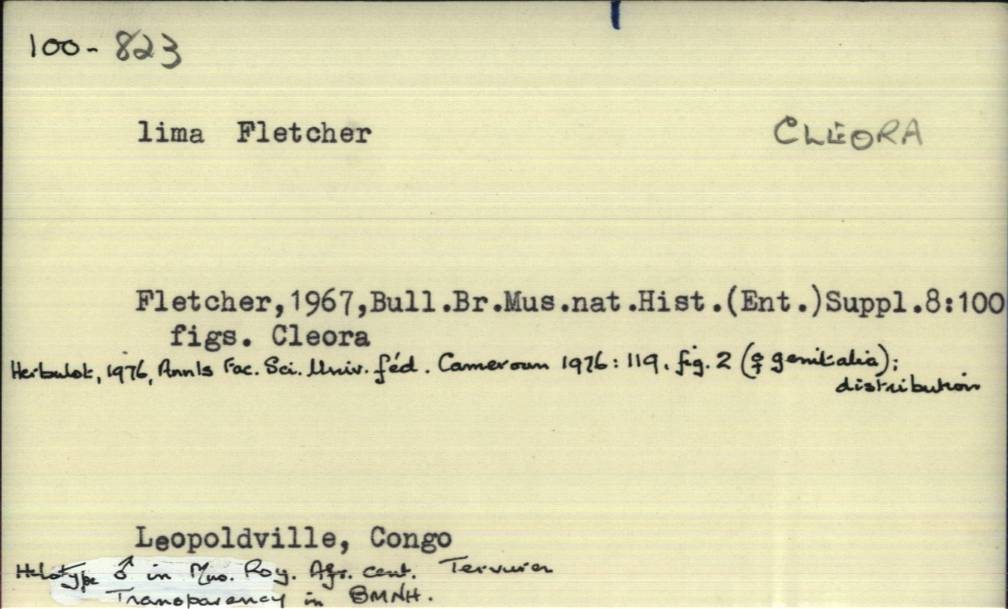 100-823
lima Fletcher CLEORA
Fletcher,1967,Bull.Br.Mus.nat.Hist.(Ent.)Suppl.8:100
figs. Cleora
Herbulot, 1976, Annls Fac. Sci. Univ. féd. Cameroun 1976: 119. fig. 2 (♀ genitalia);
distribution
Leopoldville, Congo
Holotype ♂ in Mus. Roy. Afr. cent. Tervuren
Transparency in BMNH.